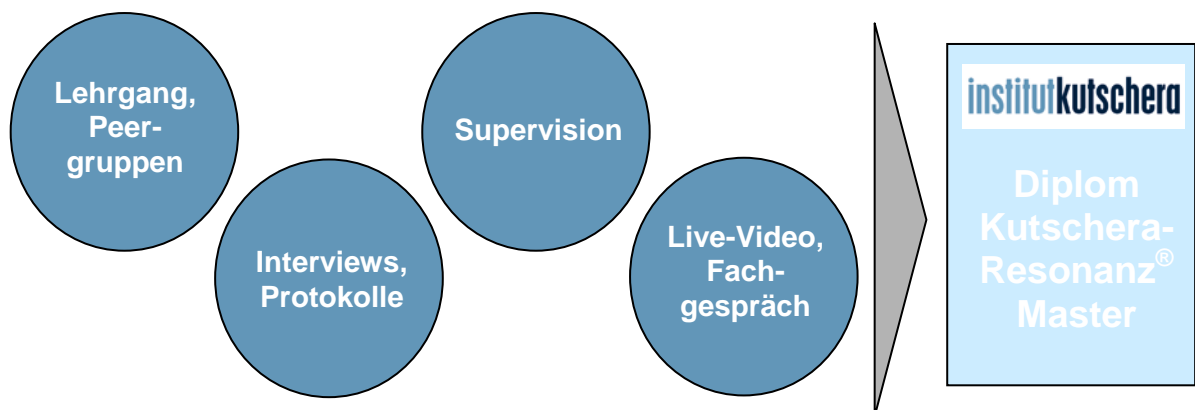 Lehrgang,
Peer-
gruppen
Interviews,
Protokolle
Supervision
Live-Video,
Fach-
gespräch
institutkutschera
Diplom
Kutschera-
Resonanz®
Master